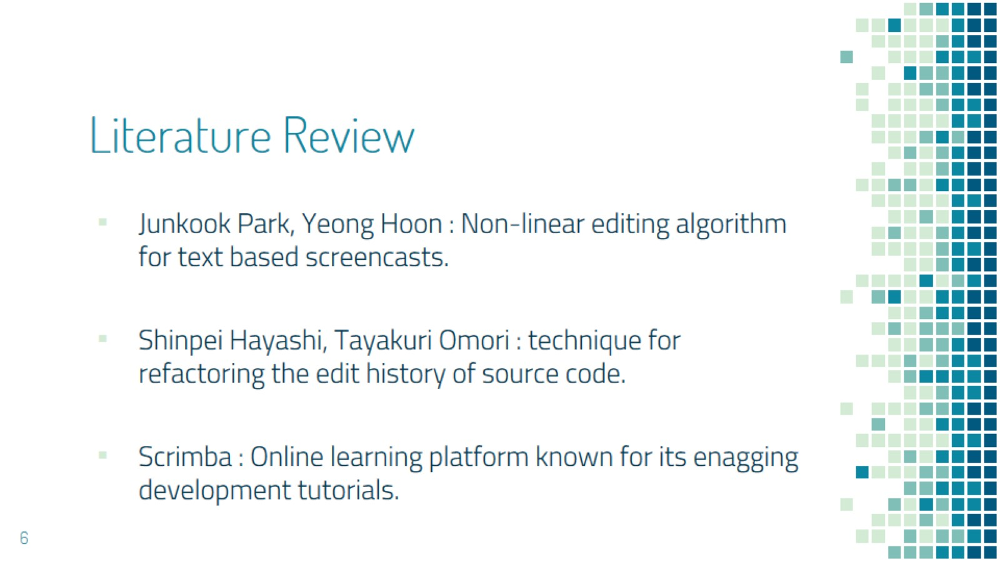 Literature Review
Junkook Park, Yeong Hoon : Non-linear editing algorithm
for text based screencasts.
Shinpei Hayashi, Tayakuri Omori : technique for
refactoring the edit history of source code.
Scrimba : Online learning platform known for its enagging
development tutorials.
6